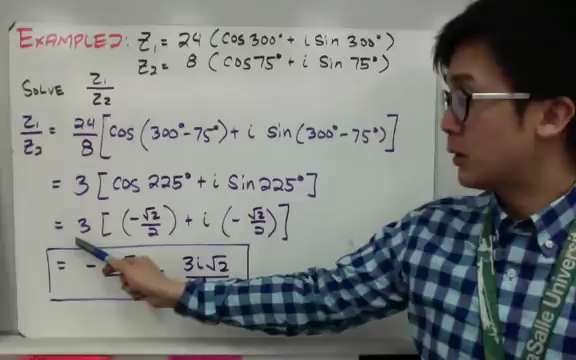 EXAMPLE 2: Z₁ = 24 (cos 300° + i sin 300°)
Z₂ = 8 (cos 75° + i sin 75°)
SOLVE Z₁/Z₂
Z₁/Z₂ = 24/8 [cos (300° - 75°) + i sin (300° - 75°)]
= 3 [cos 225° + i sin 225°]
= 3 [(-√2/2) + i (-√2/2)]
= - - 3i√2
aSalle Universit